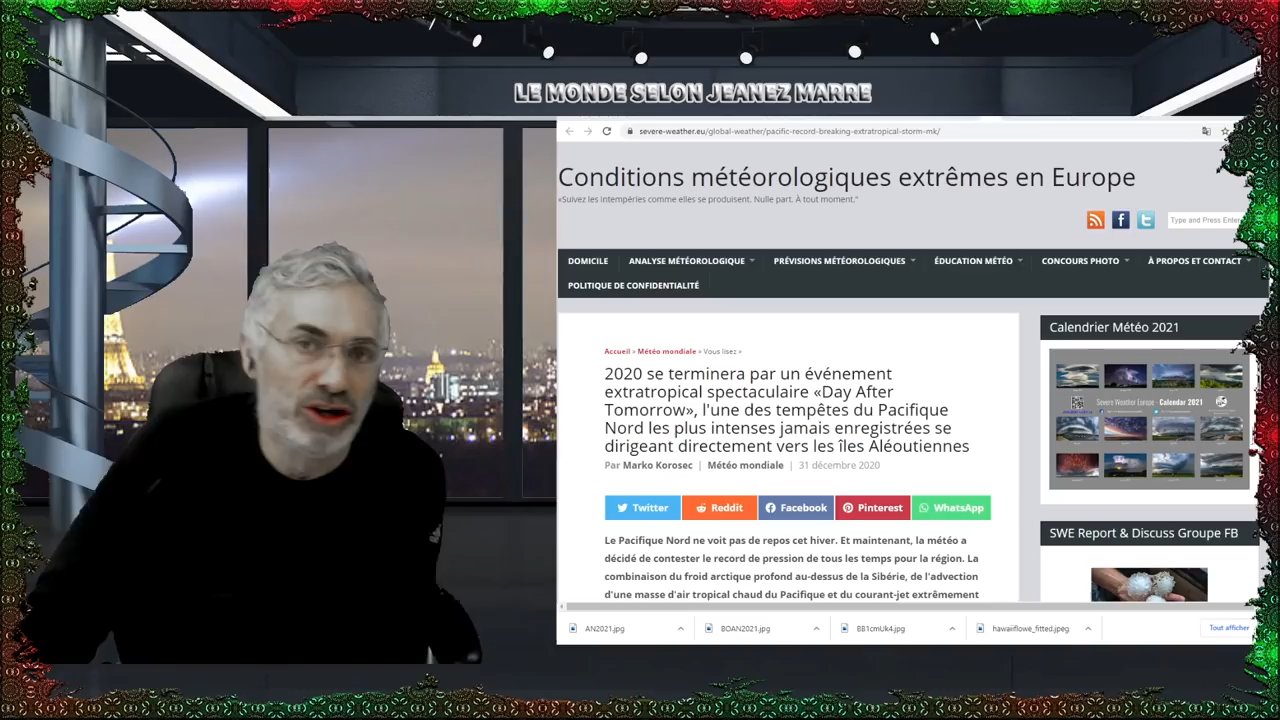 LE MONDE SELON JEANEZ MARRE
severe-weather.eu/global-weather/pacific-record-breaking-extratropical-storm-mk/
Conditions météorologiques extrêmes en Europe
«Suivez les intempéries comme elles se produisent. Nulle part. À tout moment."
Type and Press Enter
DOMICILE ANALYSE MÉTÉOROLOGIQUE PRÉVISIONS MÉTÉOROLOGIQUES ÉDUCATION MÉTÉO CONCOURS PHOTO À PROPOS ET CONTACT
POLITIQUE DE CONFIDENTIALITÉ
Accueil » Météo mondiale » Vous lisez »
2020 se terminera par un événement
extratropical spectaculaire «Day After
Tomorrow», l'une des tempêtes du Pacifique
Nord les plus intenses jamais enregistrées se
dirigeant directement vers les îles Aléoutiennes
Par Marko Korosec | Météo mondiale | 31 décembre 2020
Twitter Reddit Facebook Pinterest WhatsApp
Le Pacifique Nord ne voit pas de repos cet hiver. Et maintenant, la météo a
décidé de contester le record de pression de tous les temps pour la région. La
combinaison du froid arctique profond au-dessus de la Sibérie, de l'advection
d'une masse d'air tropical chaud du Pacifique et du courant-jet extrêmement
Calendrier Météo 2021
Severe Weather Europe - Calendar 2021
SWE Report & Discuss Groupe FB
AN2021.jpg BOAN2021.jpg BB1cmUk4.jpg hawaiiflowe_fitted.jpeg Tout afficher